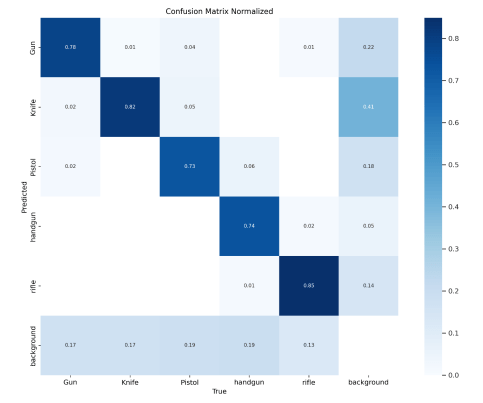 Confusion Matrix Normalized
Gun 0.78 0.01 0.04 0.01 0.22
Knife 0.02 0.82 0.05 0.41
Pistol 0.02 0.73 0.06 0.18
handgun 0.74 0.02 0.05
rifle 0.01 0.85 0.14
background 0.17 0.17 0.19 0.19 0.13
Gun Knife Pistol handgun rifle background
True
Predicted
0.8
0.7
0.6
0.5
0.4
0.3
0.2
0.1
0.0